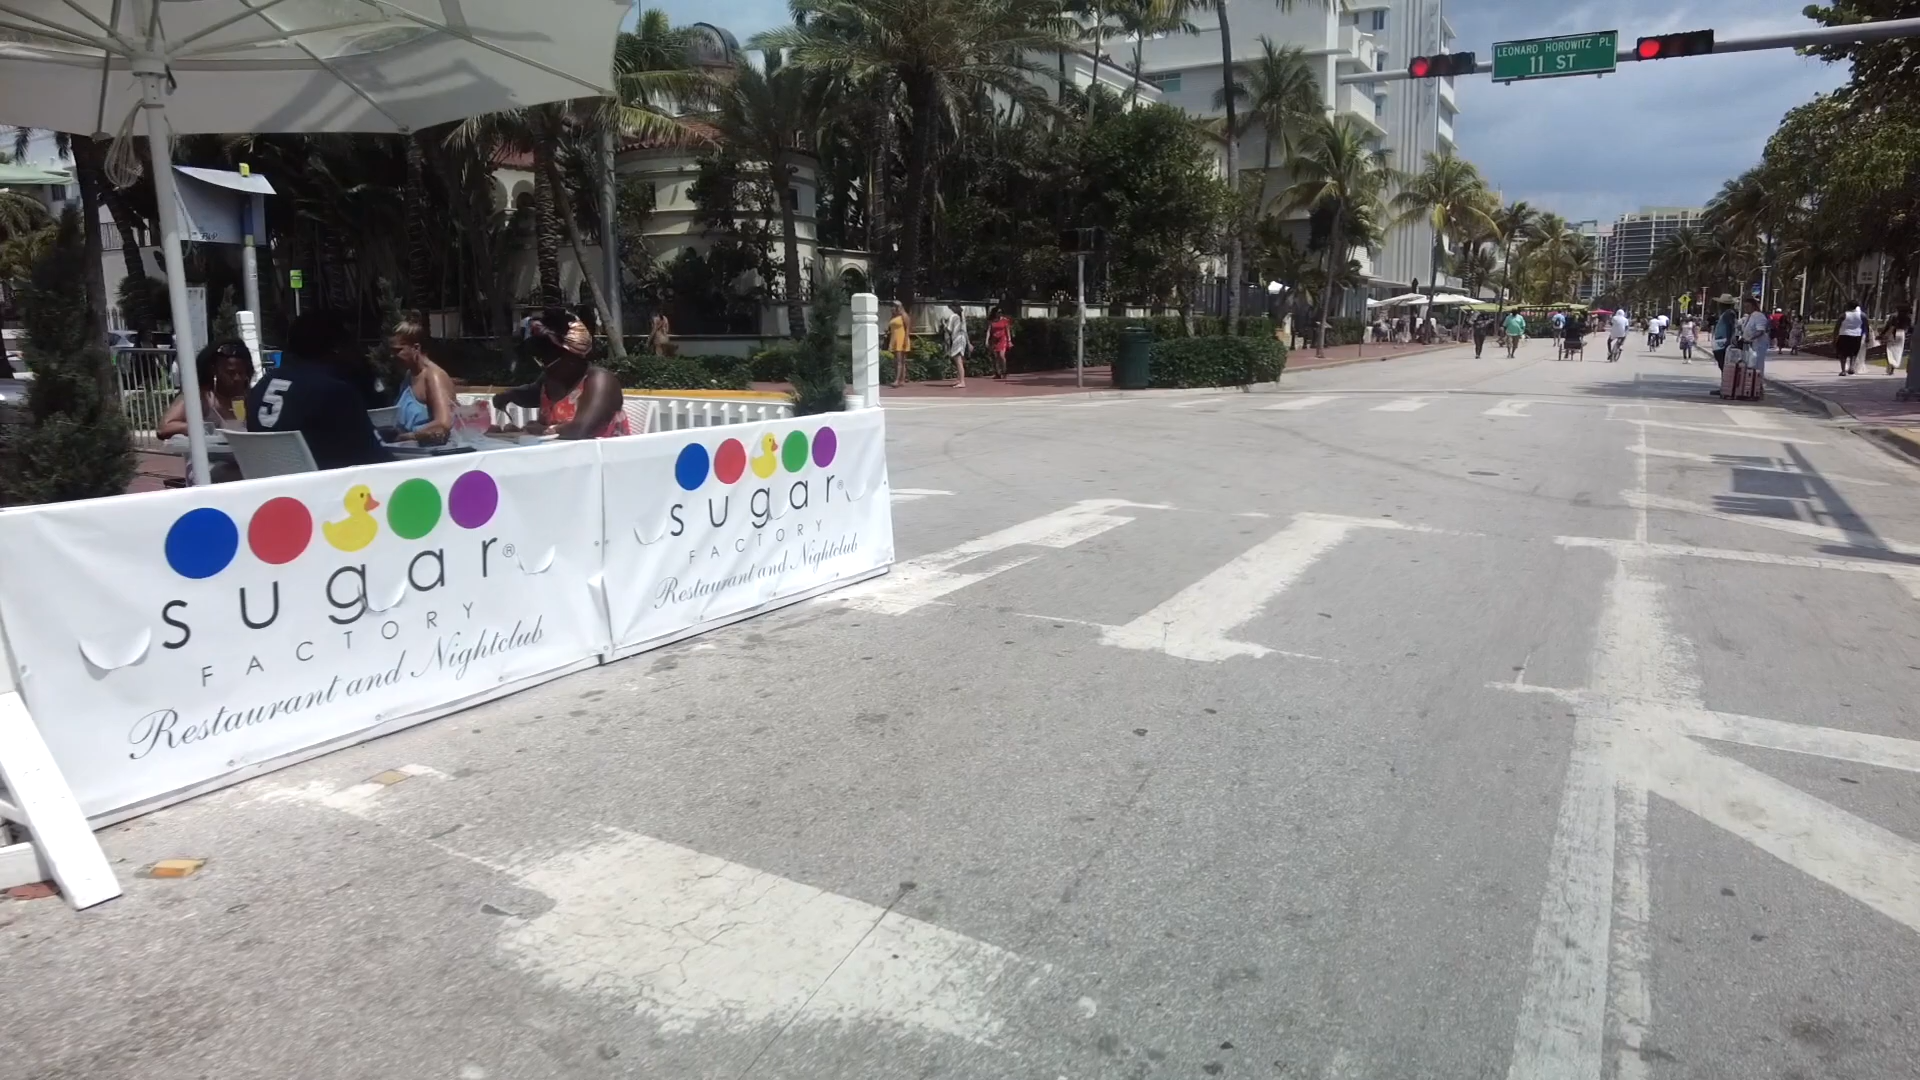 LEONARD HOROWITZ PL
11 ST
5
sugar®
FACTORY
Restaurant and Nightclub
sugar®
FACTORY
Restaurant and Nightclub